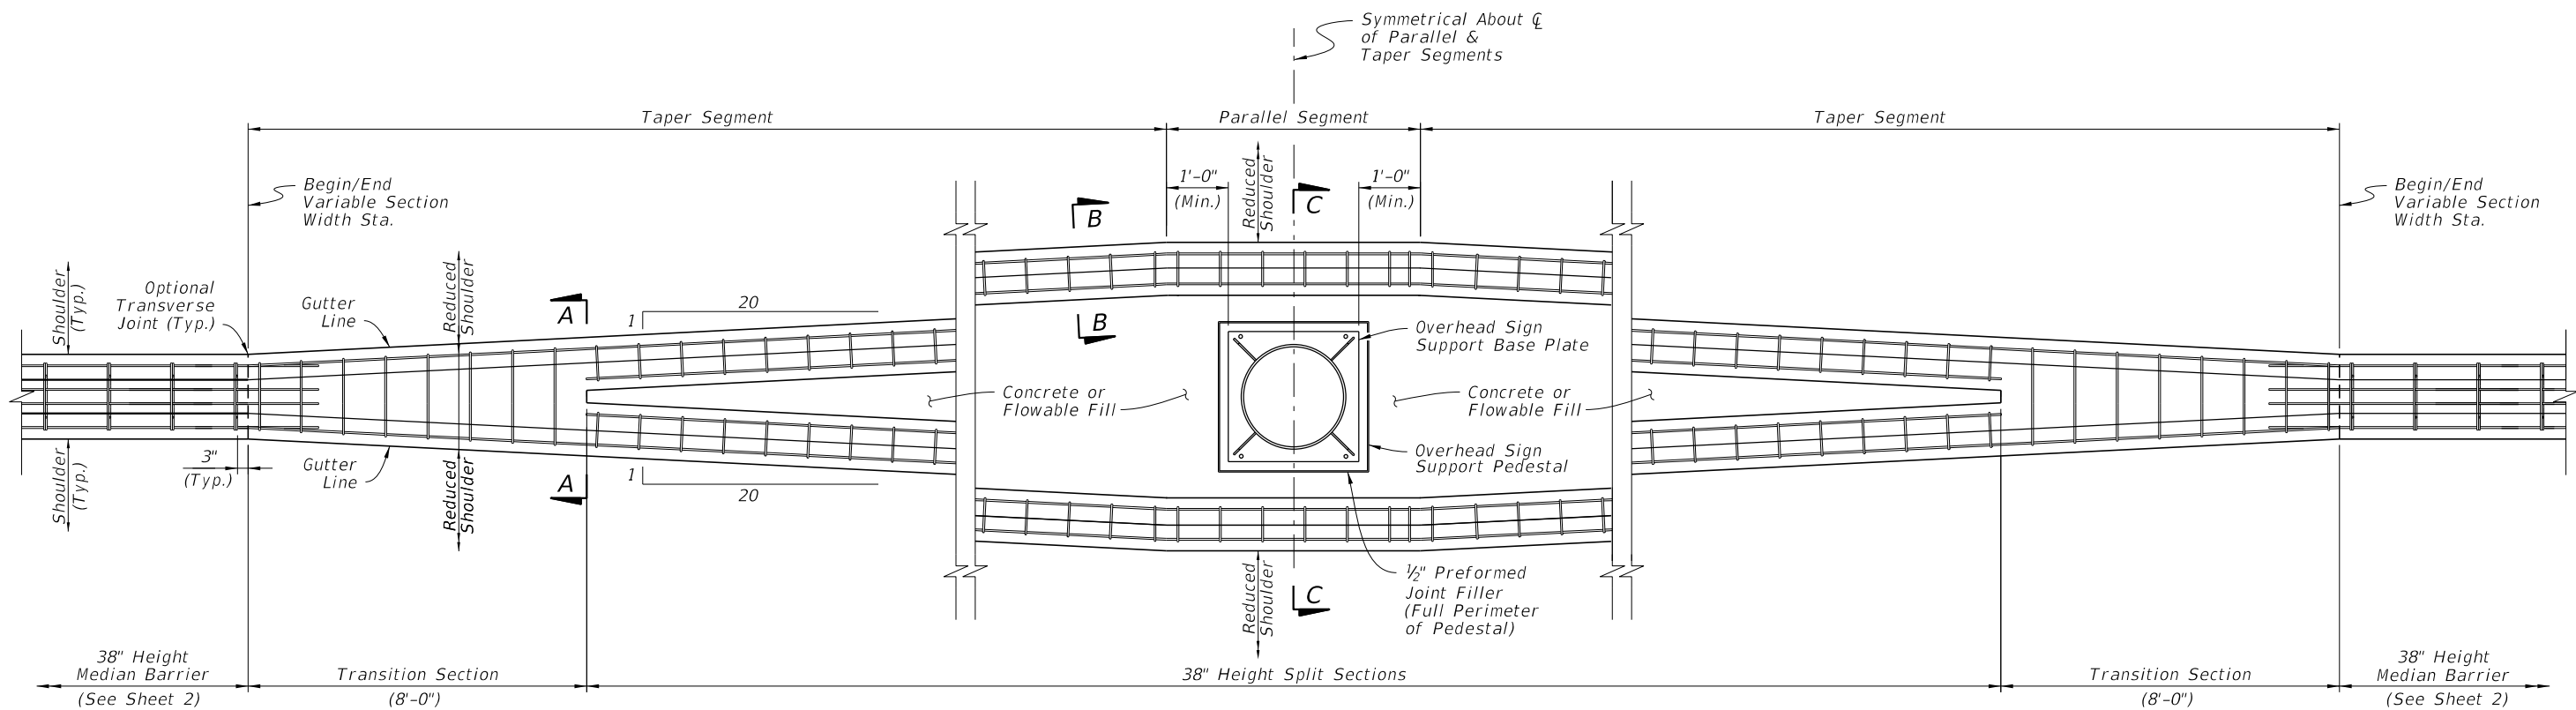 Symmetrical About ℄
of Parallel &
Taper Segments
Taper Segment
Parallel Segment
Taper Segment
Begin/End
Variable Section
Width Sta.
1'-0"
(Min.)
Reduced
Shoulder
C
1'-0"
(Min.)
Begin/End
Variable Section
Width Sta.
B
Shoulder
(Typ.)
Optional
Transverse
Joint (Typ.)
Gutter
Line
Reduced
Shoulder
A
1
20
B
Overhead Sign
Support Base Plate
Concrete or
Flowable Fill
Concrete or
Flowable Fill
Overhead Sign
Support Pedestal
Shoulder
(Typ.)
3"
(Typ.)
Gutter
Line
Reduced
Shoulder
A
1
20
Reduced
Shoulder
C
½" Preformed
Joint Filler
(Full Perimeter
of Pedestal)
38" Height
Median Barrier
(See Sheet 2)
Transition Section
(8'-0")
38" Height Split Sections
Transition Section
(8'-0")
38" Height
Median Barrier
(See Sheet 2)